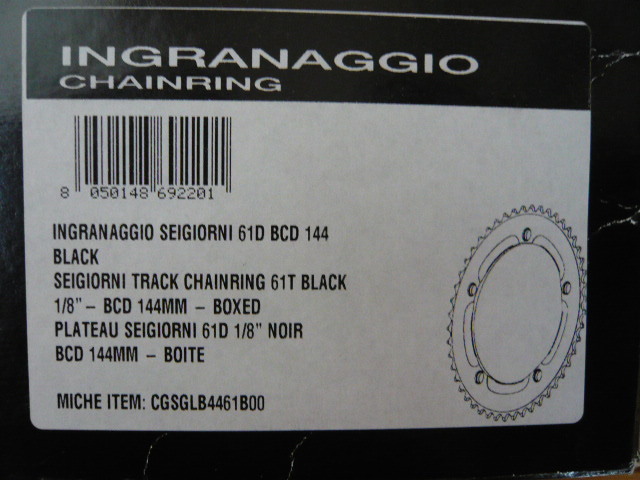 INGRANAGGIO
CHAINRING
8 050148 692201
INGRANAGGIO SEIGIORNI 61D BCD 144
BLACK
SEIGIORNI TRACK CHAINRING 61T BLACK
1/8" – BCD 144MM – BOXED
PLATEAU SEIGIORNI 61D 1/8" NOIR
BCD 144MM – BOITE
MICHE ITEM: CGSGLB4461B00